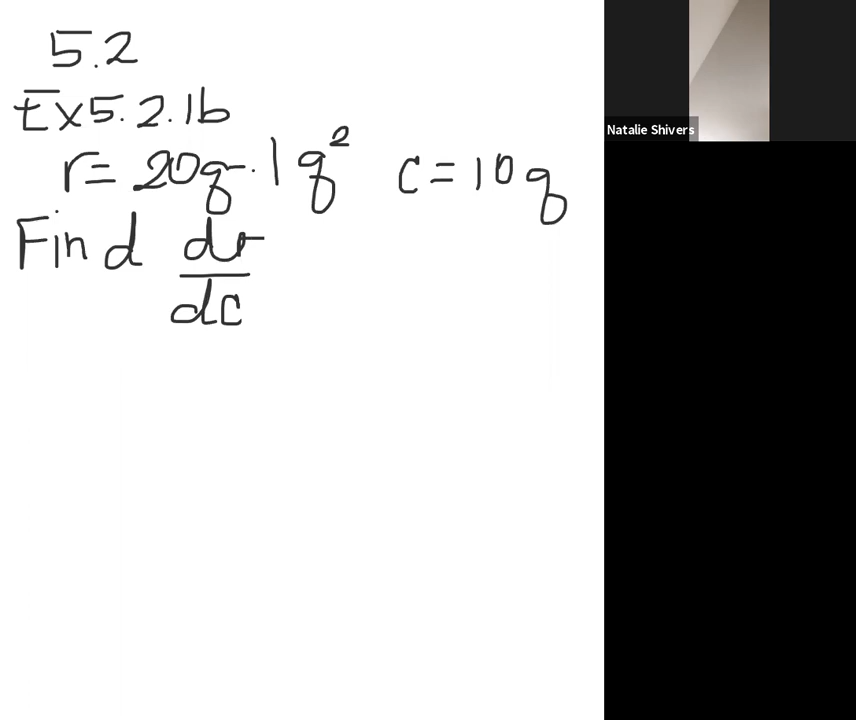 5.2
Ex5.2.1b
r= 20q-.1q² c=10q
Find dr/dc
Natalie Shivers